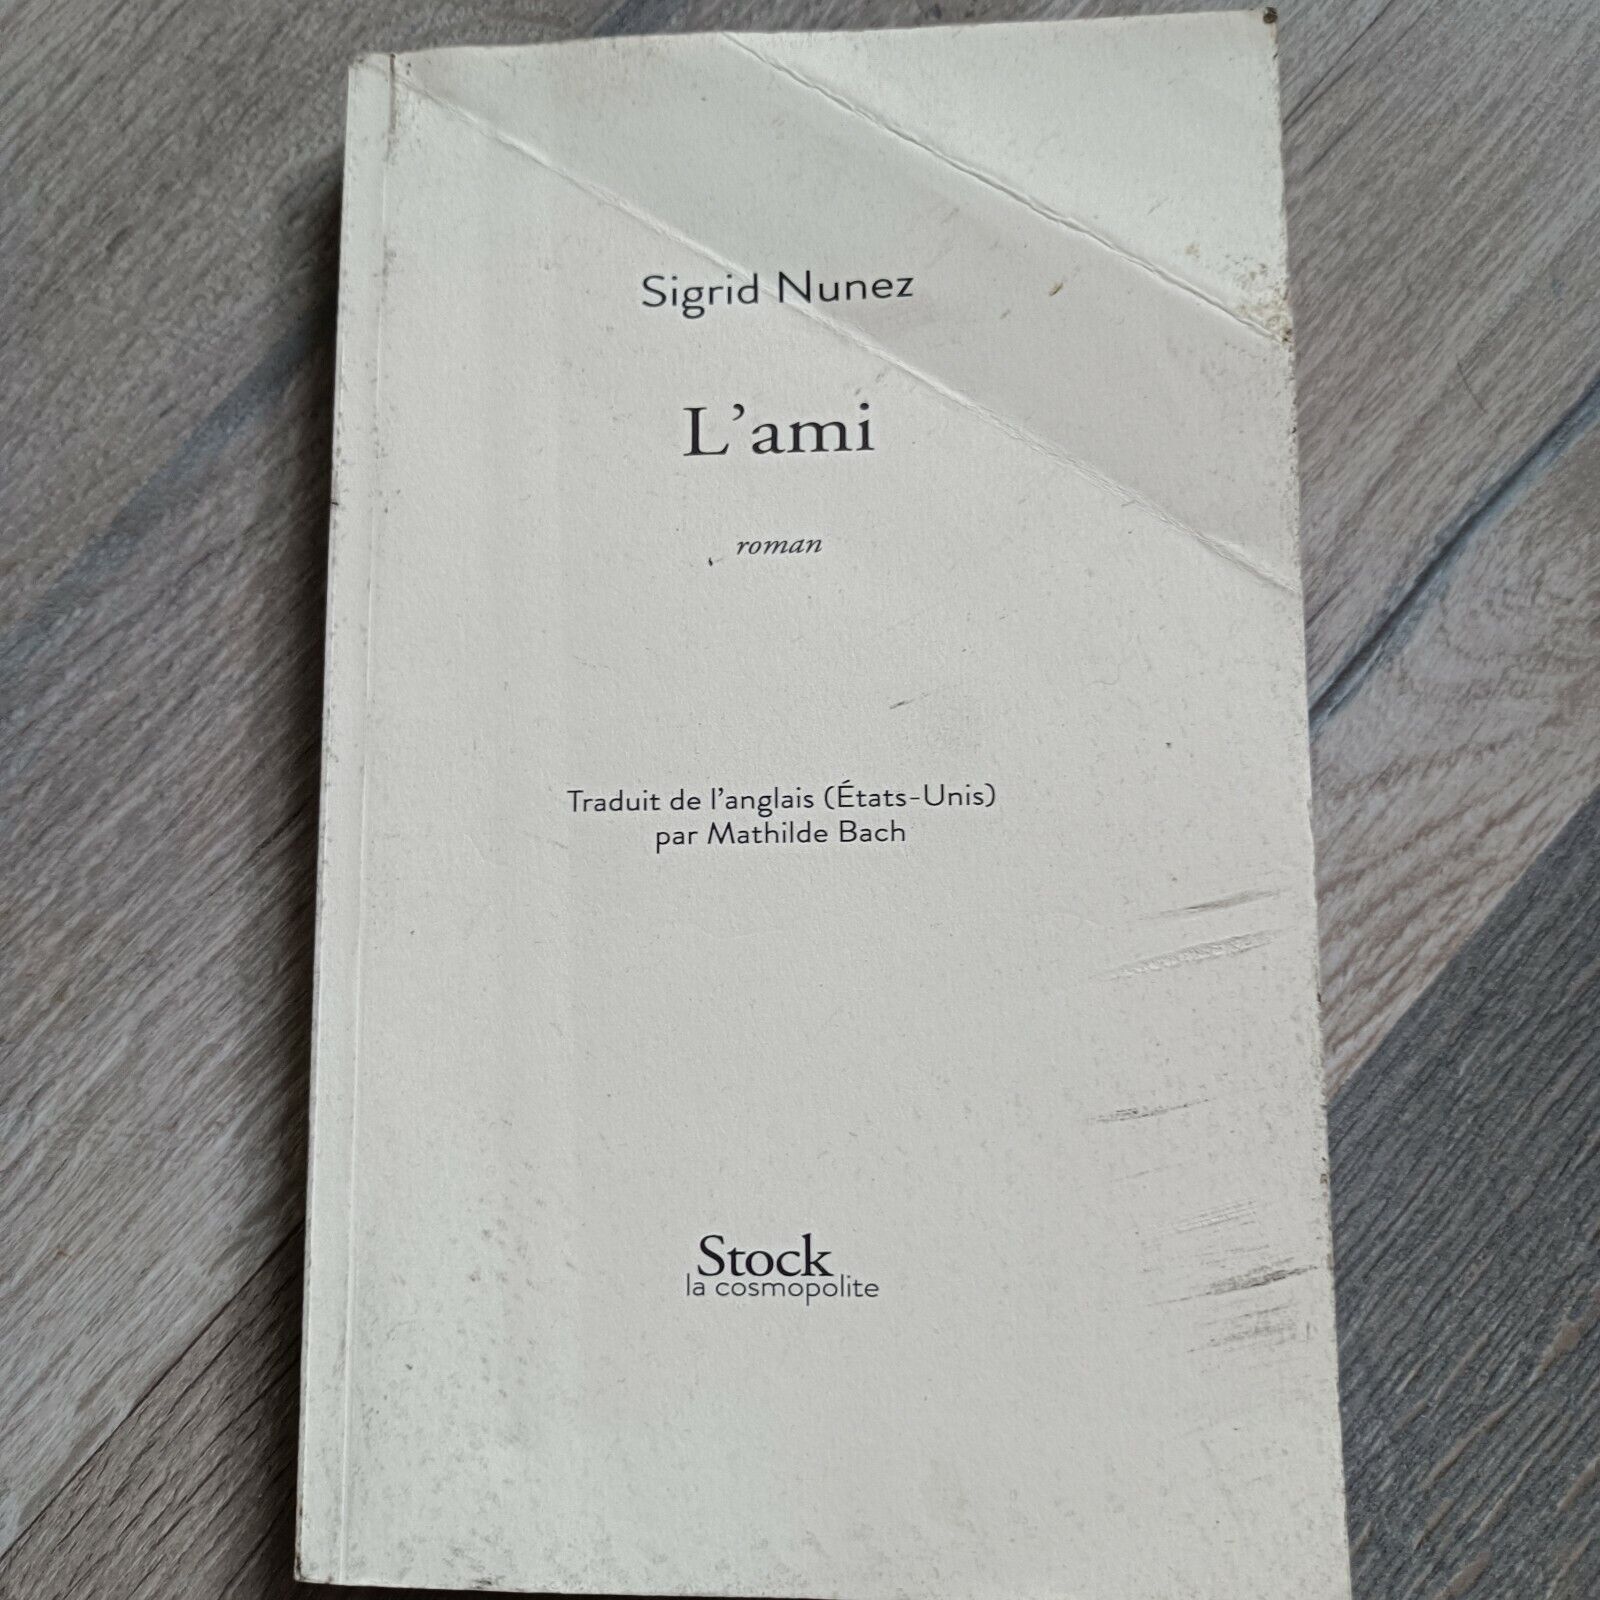 Sigrid Nunez
L’ami
roman
Traduit de l’anglais (États-Unis)
par Mathilde Bach
Stock
la cosmopolite